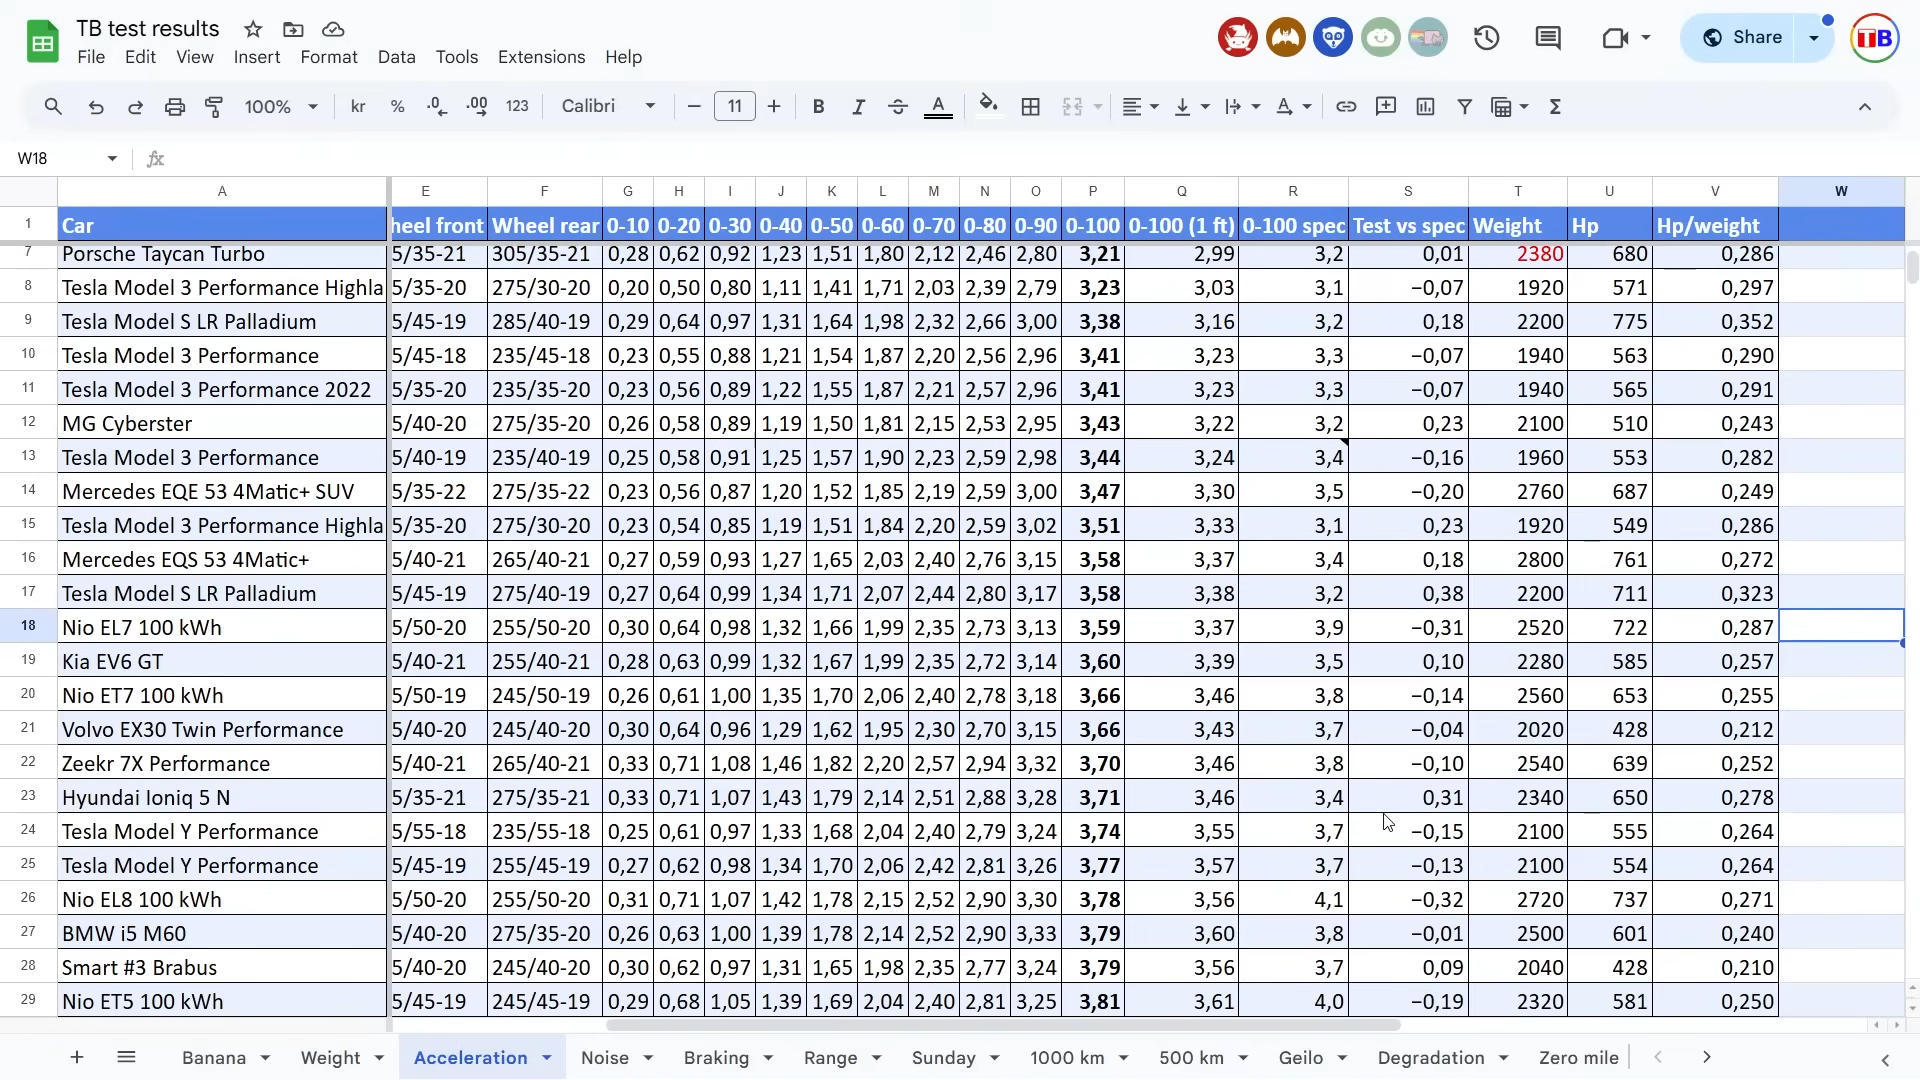 TB test results
File Edit View Insert Format Data Tools Extensions Help
Share
TB
100% kr % .0 .00 123 Calibri 11 B I A Σ
W18 fx
A E F G H I J K L M N O P Q R S T U V W
1 Car heel front Wheel rear 0-10 0-20 0-30 0-40 0-50 0-60 0-70 0-80 0-90 0-100 0-100 (1 ft) 0-100 spec Test vs spec Weight Hp Hp/weight
7 Porsche Taycan Turbo 5/35-21 305/35-21 0,28 0,62 0,92 1,23 1,51 1,80 2,12 2,46 2,80 3,21 2,99 3,2 0,01 2380 680 0,286
8 Tesla Model 3 Performance Highla 5/35-20 275/30-20 0,20 0,50 0,80 1,11 1,41 1,71 2,03 2,39 2,79 3,23 3,03 3,1 −0,07 1920 571 0,297
9 Tesla Model S LR Palladium 5/45-19 285/40-19 0,29 0,64 0,97 1,31 1,64 1,98 2,32 2,66 3,00 3,38 3,16 3,2 0,18 2200 775 0,352
10 Tesla Model 3 Performance 5/45-18 235/45-18 0,23 0,55 0,88 1,21 1,54 1,87 2,20 2,56 2,96 3,41 3,23 3,3 −0,07 1940 563 0,290
11 Tesla Model 3 Performance 2022 5/35-20 235/35-20 0,23 0,56 0,89 1,22 1,55 1,87 2,21 2,57 2,96 3,41 3,23 3,3 −0,07 1940 565 0,291
12 MG Cyberster 5/40-20 275/35-20 0,26 0,58 0,89 1,19 1,50 1,81 2,15 2,53 2,95 3,43 3,22 3,2 0,23 2100 510 0,243
13 Tesla Model 3 Performance 5/40-19 235/40-19 0,25 0,58 0,91 1,25 1,57 1,90 2,23 2,59 2,98 3,44 3,24 3,4 −0,16 1960 553 0,282
14 Mercedes EQE 53 4Matic+ SUV 5/35-22 275/35-22 0,23 0,56 0,87 1,20 1,52 1,85 2,19 2,59 3,00 3,47 3,30 3,5 −0,20 2760 687 0,249
15 Tesla Model 3 Performance Highla 5/35-20 275/30-20 0,23 0,54 0,85 1,19 1,51 1,84 2,20 2,59 3,02 3,51 3,33 3,1 0,23 1920 549 0,286
16 Mercedes EQS 53 4Matic+ 5/40-21 265/40-21 0,27 0,59 0,93 1,27 1,65 2,03 2,40 2,76 3,15 3,58 3,37 3,4 0,18 2800 761 0,272
17 Tesla Model S LR Palladium 5/45-19 275/40-19 0,27 0,64 0,99 1,34 1,71 2,07 2,44 2,80 3,17 3,58 3,38 3,2 0,38 2200 711 0,323
18 Nio EL7 100 kWh 5/50-20 255/50-20 0,30 0,64 0,98 1,32 1,66 1,99 2,35 2,73 3,13 3,59 3,37 3,9 −0,31 2520 722 0,287
19 Kia EV6 GT 5/40-21 255/40-21 0,28 0,63 0,99 1,32 1,67 1,99 2,35 2,72 3,14 3,60 3,39 3,5 0,10 2280 585 0,257
20 Nio ET7 100 kWh 5/50-19 245/50-19 0,26 0,61 1,00 1,35 1,70 2,06 2,40 2,78 3,18 3,66 3,46 3,8 −0,14 2560 653 0,255
21 Volvo EX30 Twin Performance 5/40-20 245/40-20 0,30 0,64 0,96 1,29 1,62 1,95 2,30 2,70 3,15 3,66 3,43 3,7 −0,04 2020 428 0,212
22 Zeekr 7X Performance 5/40-21 265/40-21 0,33 0,71 1,08 1,46 1,82 2,20 2,57 2,94 3,32 3,70 3,46 3,8 −0,10 2540 639 0,252
23 Hyundai Ioniq 5 N 5/35-21 275/35-21 0,33 0,71 1,07 1,43 1,79 2,14 2,51 2,88 3,28 3,71 3,46 3,4 0,31 2340 650 0,278
24 Tesla Model Y Performance 5/55-18 235/55-18 0,25 0,61 0,97 1,33 1,68 2,04 2,40 2,79 3,24 3,74 3,55 3,7 −0,15 2100 555 0,264
25 Tesla Model Y Performance 5/45-19 255/45-19 0,27 0,62 0,98 1,34 1,70 2,06 2,42 2,81 3,26 3,77 3,57 3,7 −0,13 2100 554 0,264
26 Nio EL8 100 kWh 5/50-20 255/50-20 0,31 0,71 1,07 1,42 1,78 2,15 2,52 2,90 3,30 3,78 3,56 4,1 −0,32 2720 737 0,271
27 BMW i5 M60 5/40-20 275/35-20 0,26 0,63 1,00 1,39 1,78 2,14 2,52 2,90 3,33 3,79 3,60 3,8 −0,01 2500 601 0,240
28 Smart #3 Brabus 5/40-20 245/40-20 0,30 0,62 0,97 1,31 1,65 1,98 2,35 2,77 3,24 3,79 3,56 3,7 0,09 2040 428 0,210
29 Nio ET5 100 kWh 5/45-19 245/45-19 0,29 0,68 1,05 1,39 1,69 2,04 2,40 2,81 3,25 3,81 3,61 4,0 −0,19 2320 581 0,250
Banana Weight Acceleration Noise Braking Range Sunday 1000 km 500 km Geilo Degradation Zero mile